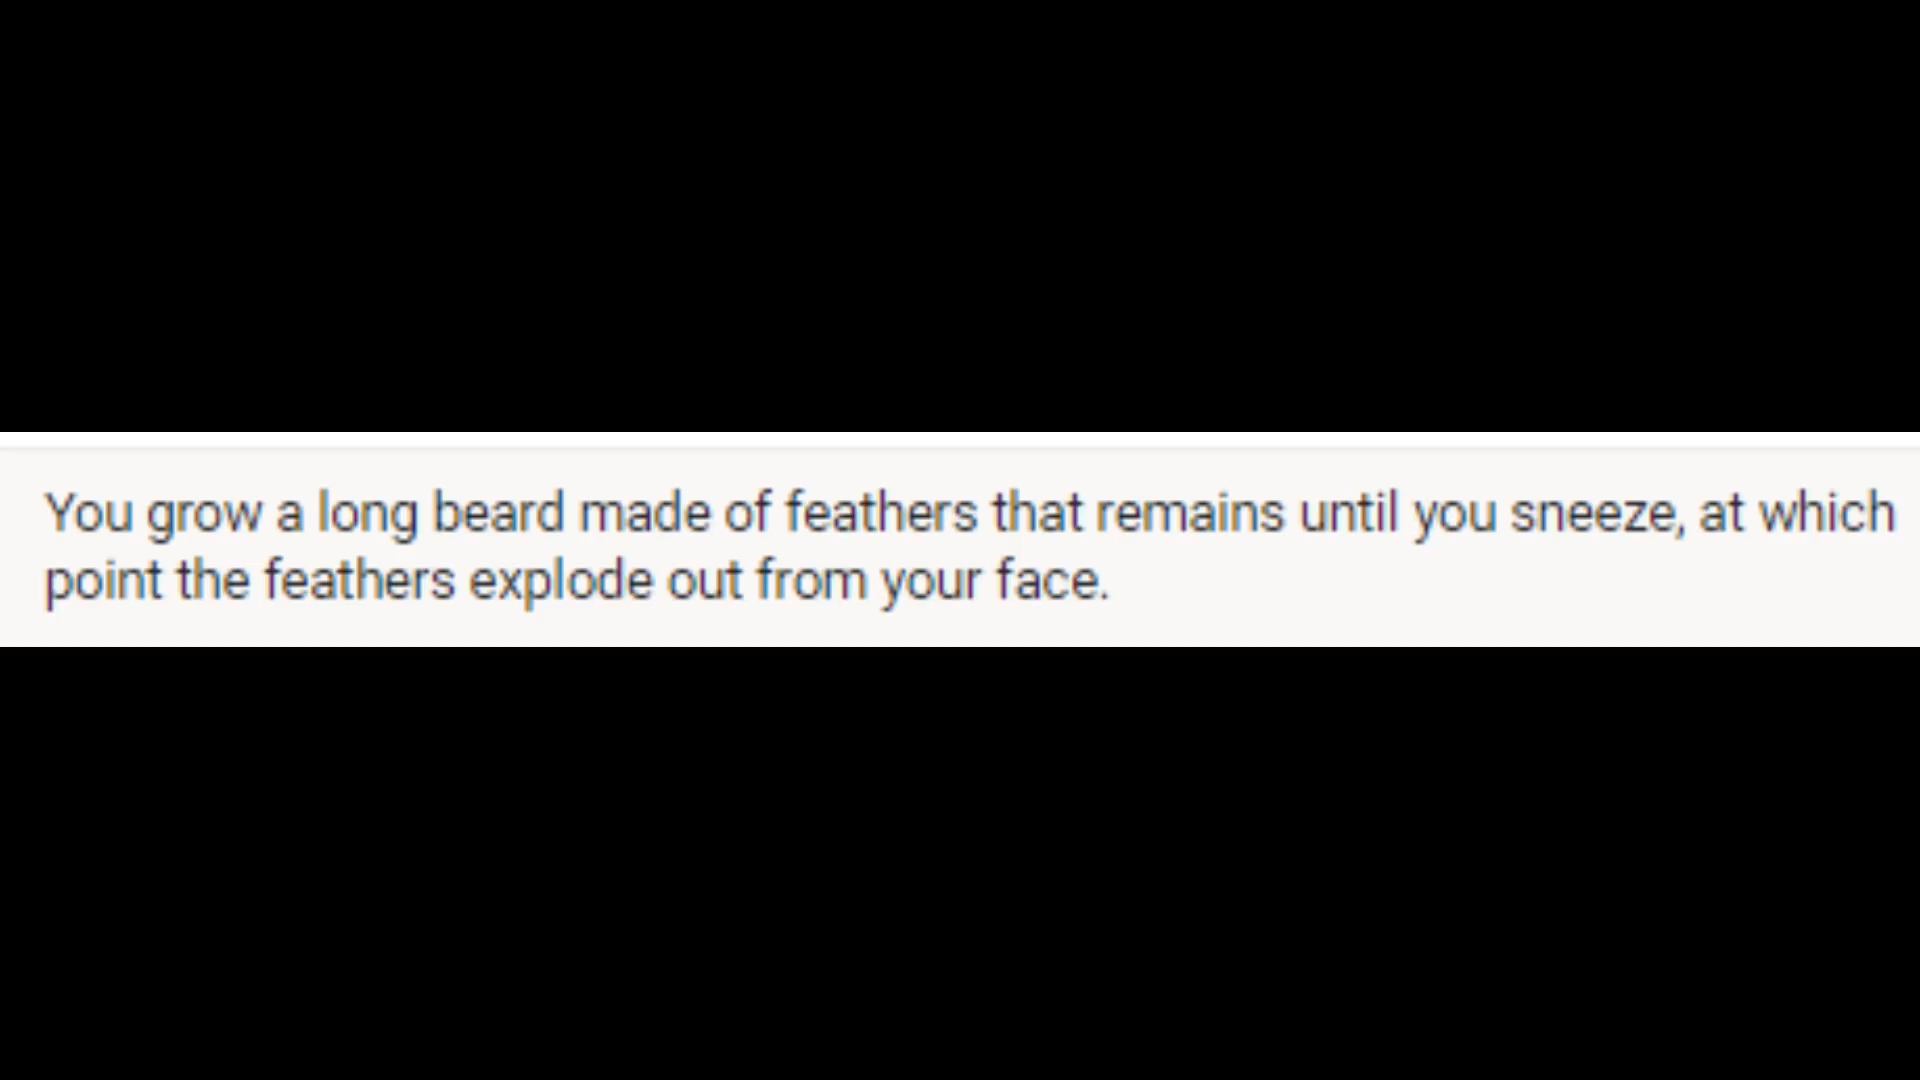 You grow a long beard made of feathers that remains until you sneeze, at which
point the feathers explode out from your face.